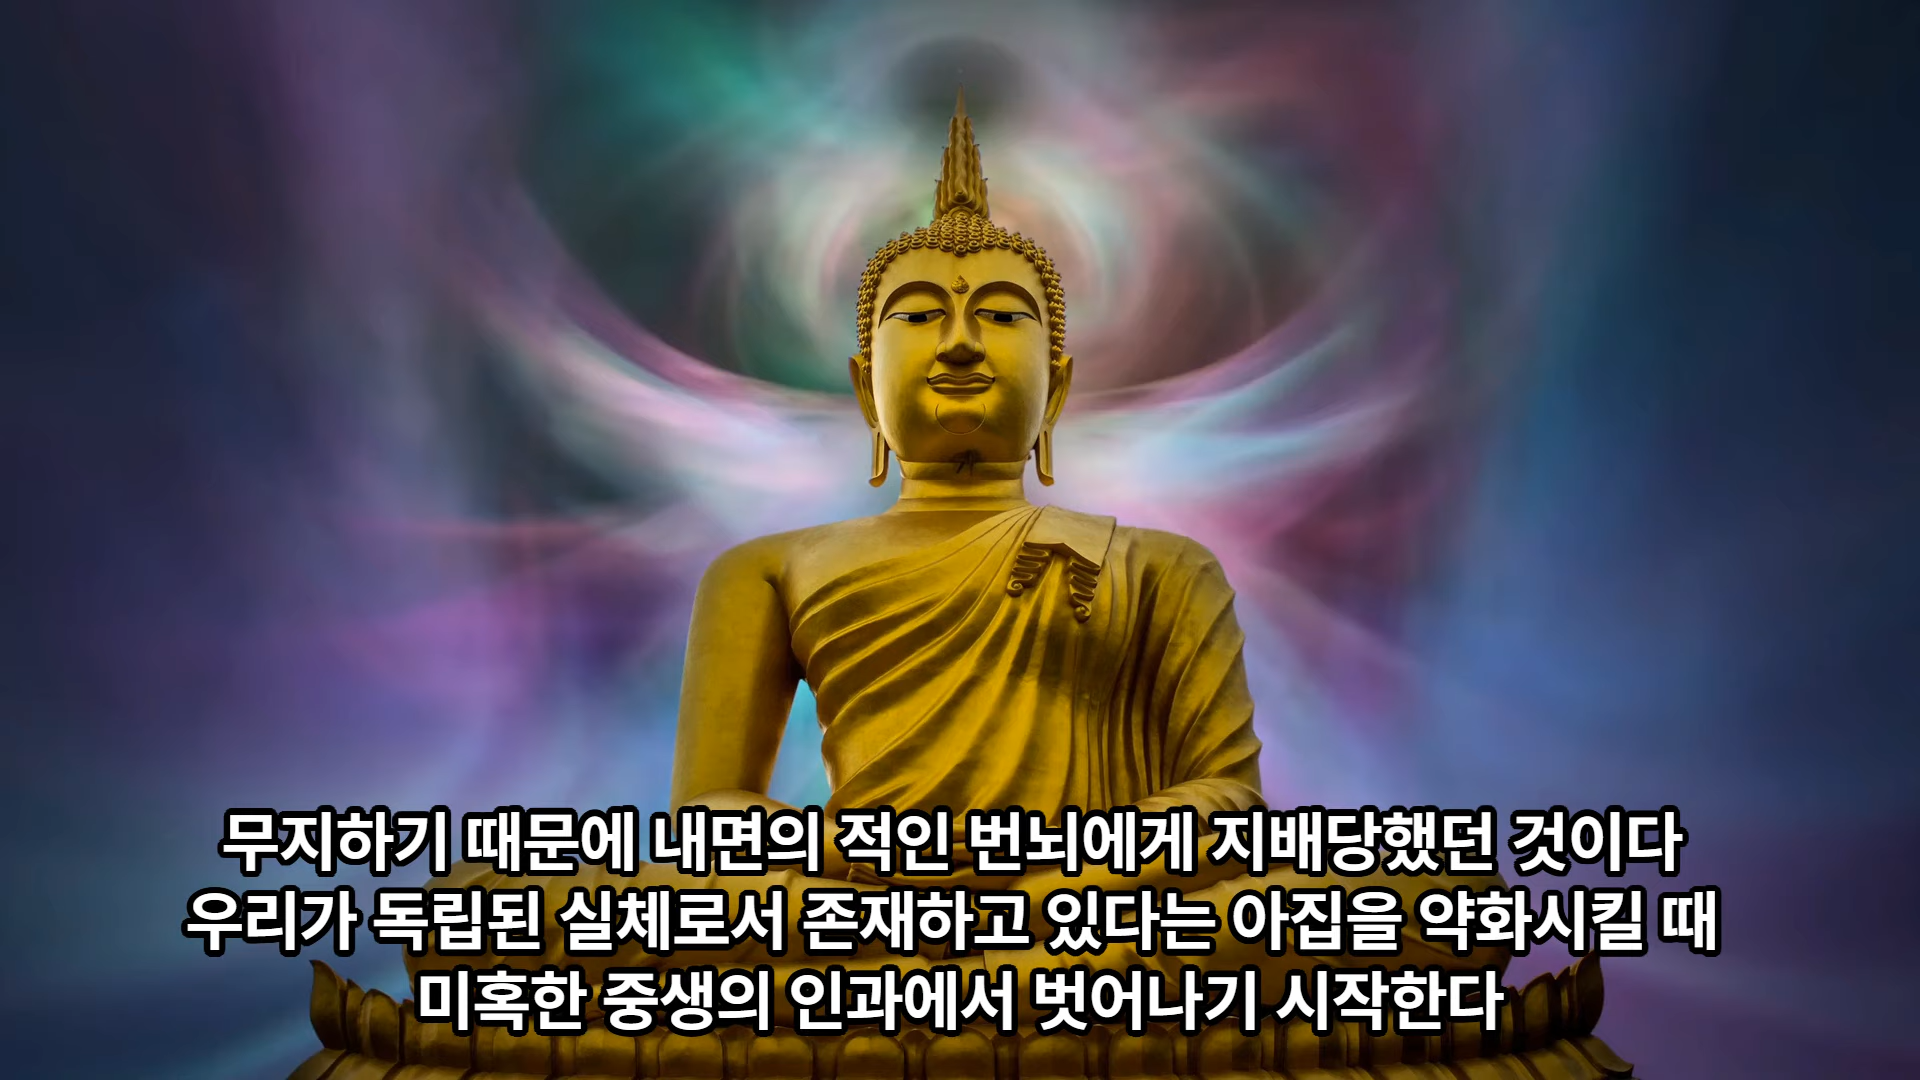 무지하기 때문에 내면의 적인 번뇌에게 지배당했던 것이다
우리가 독립된 실체로서 존재하고 있다는 아집을 약화시킬 때
미혹한 중생의 인과에서 벗어나기 시작한다